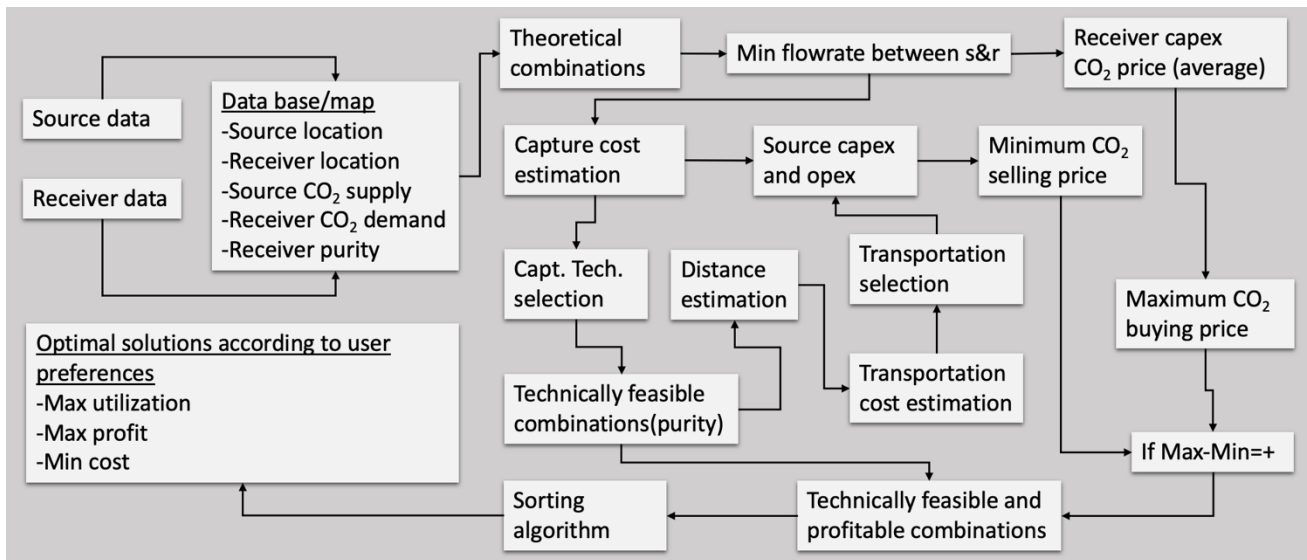 Source data
Receiver data
Data base/map
-Source location
-Receiver location
-Source CO₂ supply
-Receiver CO₂ demand
-Receiver purity
Theoretical
combinations
Min flowrate between s&r
Receiver capex
CO₂ price (average)
Capture cost
estimation
Source capex
and opex
Minimum CO₂
selling price
Capt. Tech.
selection
Distance
estimation
Transportation
selection
Maximum CO₂
buying price
Technically feasible
combinations(purity)
Transportation
cost estimation
If Max-Min=+
Optimal solutions according to user
preferences
-Max utilization
-Max profit
-Min cost
Sorting
algorithm
Technically feasible and
profitable combinations